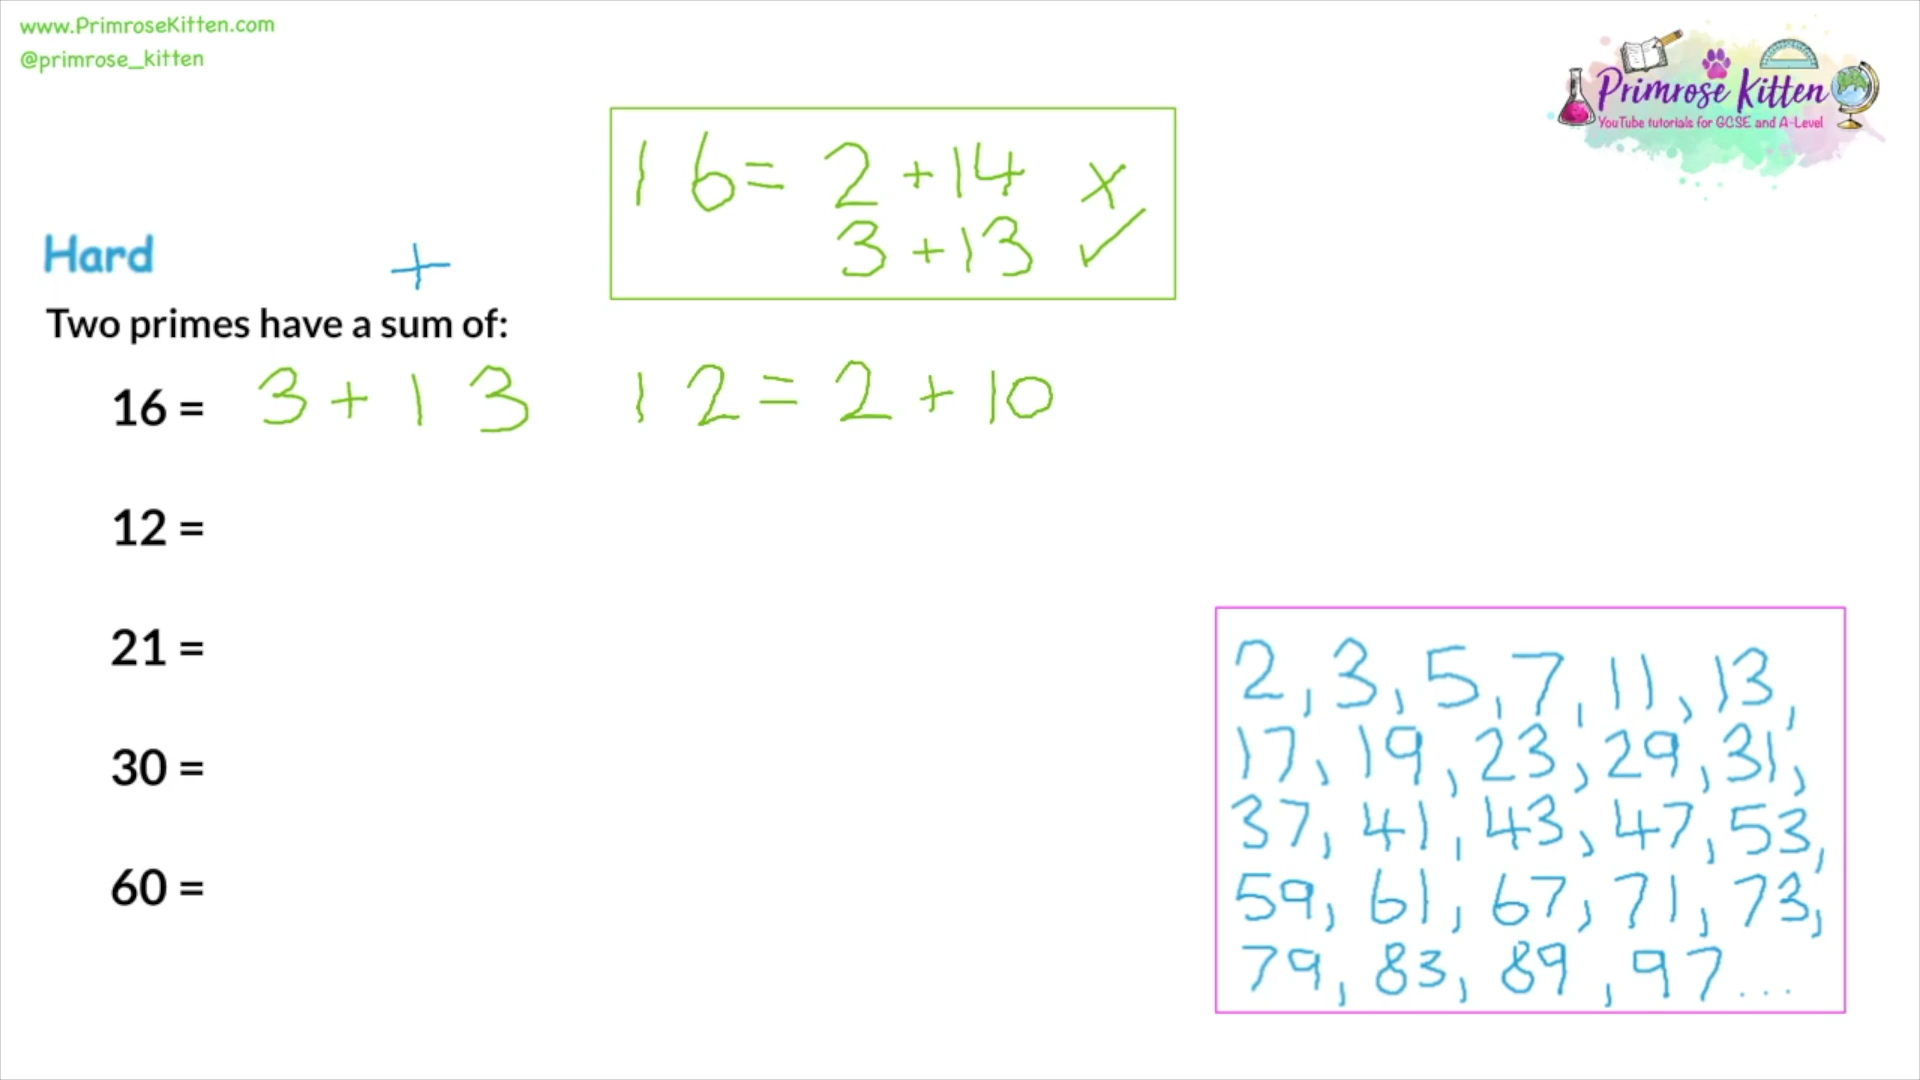 www.PrimroseKitten.com
@primrose_kitten
Primrose Kitten
YouTube tutorials for GCSE and A-Level
16= 2+14 x
3+13 ✓
Hard +
Two primes have a sum of:
16 = 3+13 12=2+10
12 =
21 =
30 =
60 =
2, 3, 5, 7, 11, 13,
17, 19, 23, 29, 31,
37, 41, 43, 47, 53,
59, 61, 67, 71, 73,
79, 83, 89, 97...